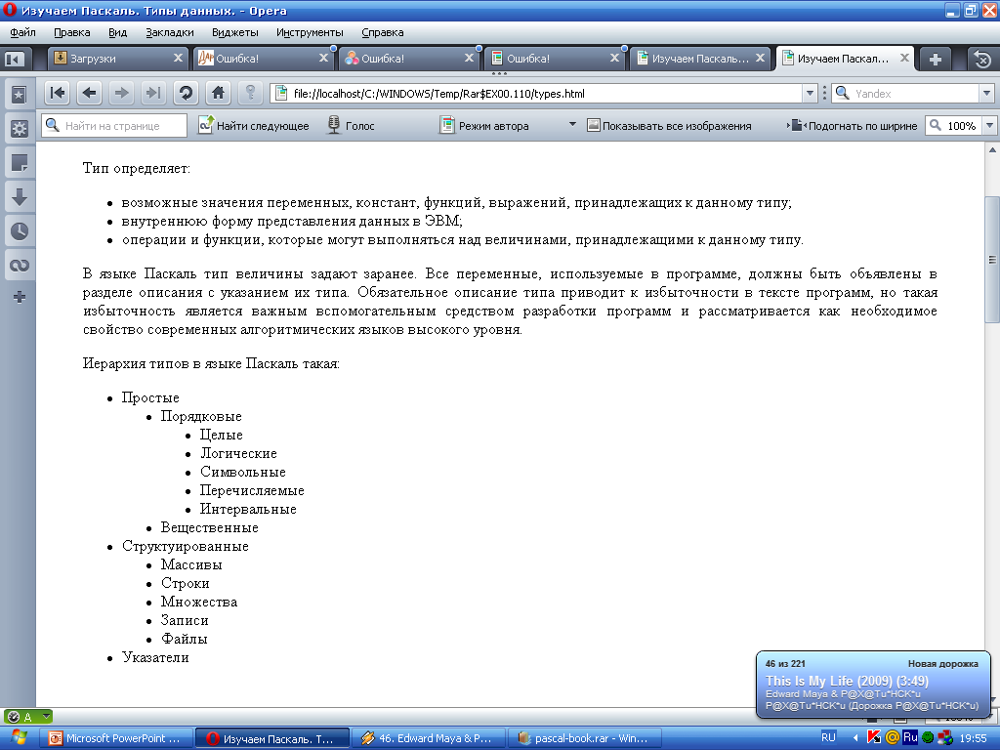 Изучаем Паскаль. Типы данных. - Opera
Файл Правка Вид Закладки Виджеты Инструменты Справка
Загрузки Ошибка! Ошибка! Ошибка! Изучаем Паскаль... Изучаем Паскал...
file://localhost/C:/WINDOWS/Temp/Rar$EX00.110/types.html Yandex
Найти на странице Найти следующее Голос Режим автора Показывать все изображения Подогнать по ширине 100%
Тип определяет:
возможные значения переменных, констант, функций, выражений, принадлежащих к данному типу;
внутреннюю форму представления данных в ЭВМ;
операции и функции, которые могут выполняться над величинами, принадлежащими к данному типу.
В языке Паскаль тип величины задают заранее. Все переменные, используемые в программе, должны быть объявлены в
разделе описания с указанием их типа. Обязательное описание типа приводит к избыточности в тексте программ, но такая
избыточность является важным вспомогательным средством разработки программ и рассматривается как необходимое
свойство современных алгоритмических языков высокого уровня.
Иерархия типов в языке Паскаль такая:
Простые
Порядковые
Целые
Логические
Символьные
Перечисляемые
Интервальные
Вещественные
Структуированные
Массивы
Строки
Множества
Записи
Файлы
Указатели
46 из 221 Новая дорожка
This Is My Life (2009) (3:49)
Edward Maya & P@X@Tu*HCK*u
P@X@Tu*HCK*u (Дорожка P@X@Tu*HCK*u)
A
Microsoft PowerPoint ... Изучаем Паскаль. Т... 46. Edward Maya & P... pascal-book.rar - Win... RU Ru 19:55